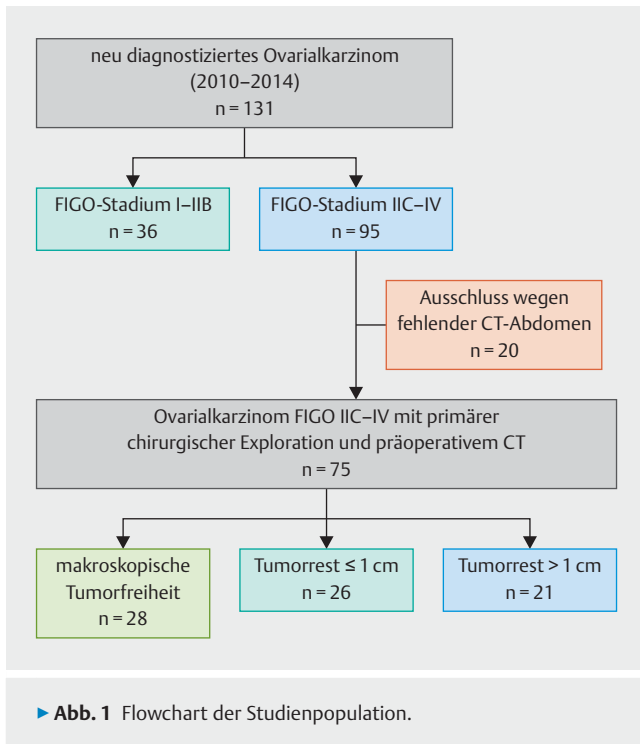 neu diagnostiziertes Ovarialkarzinom
(2010–2014)
n = 131
FIGO-Stadium I–IIB
n = 36
FIGO-Stadium IIC–IV
n = 95
Ausschluss wegen
fehlender CT-Abdomen
n = 20
Ovarialkarzinom FIGO IIC–IV mit primärer
chirurgischer Exploration und präoperativem CT
n = 75
makroskopische
Tumorfreiheit
n = 28
Tumorrest ≤ 1 cm
n = 26
Tumorrest > 1 cm
n = 21
▶ Abb. 1 Flowchart der Studienpopulation.